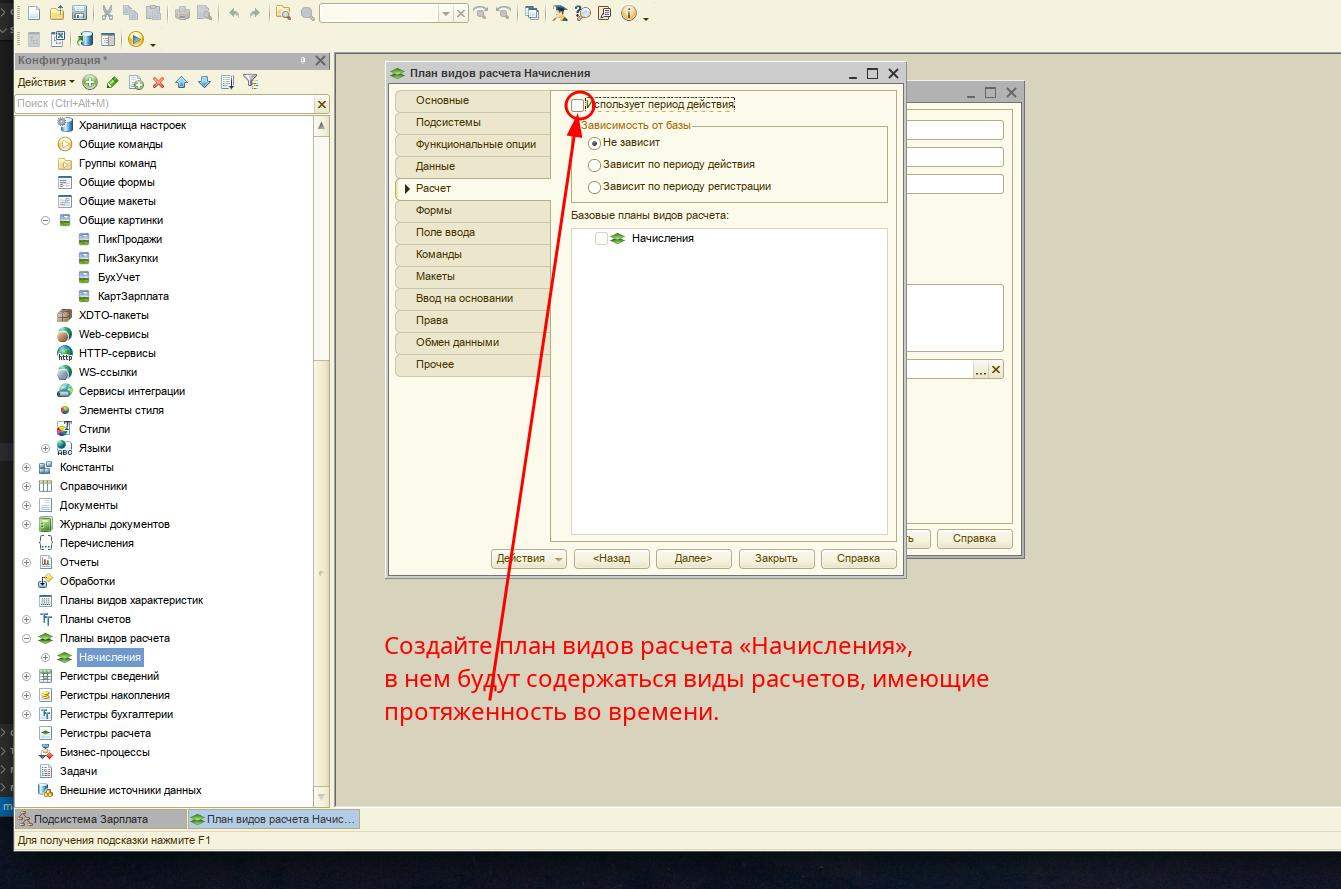 Конфигурация *
Действия
Поиск (Ctrl+Alt+M)
Хранилища настроек
Общие команды
Группы команд
Общие формы
Общие макеты
Общие картинки
ПикПродажи
ПикЗакупки
БухУчет
КартЗарплата
XDTO-пакеты
Web-сервисы
HTTP-сервисы
WS-ссылки
Сервисы интеграции
Элементы стиля
Стили
Языки
Константы
Справочники
Документы
Журналы документов
Перечисления
Отчеты
Обработки
Планы видов характеристик
Планы счетов
Планы видов расчета
Начисления
Регистры сведений
Регистры накопления
Регистры бухгалтерии
Регистры расчета
Бизнес-процессы
Задачи
Внешние источники данных
План видов расчета Начисления
Основные
Подсистемы
Функциональные опции
Данные
Расчет
Формы
Поле ввода
Команды
Макеты
Ввод на основании
Права
Обмен данными
Прочее
Использует период действия
Зависимость от базы
Не зависит
Зависит по периоду действия
Зависит по периоду регистрации
Базовые планы видов расчета:
Начисления
Действия
<Назад
Далее>
Закрыть
Справка
Справка
Создайте план видов расчета «Начисления»,
в нем будут содержаться виды расчетов, имеющие
протяженность во времени.
Подсистема Зарплата
План видов расчета Начис...
Для получения подсказки нажмите F1